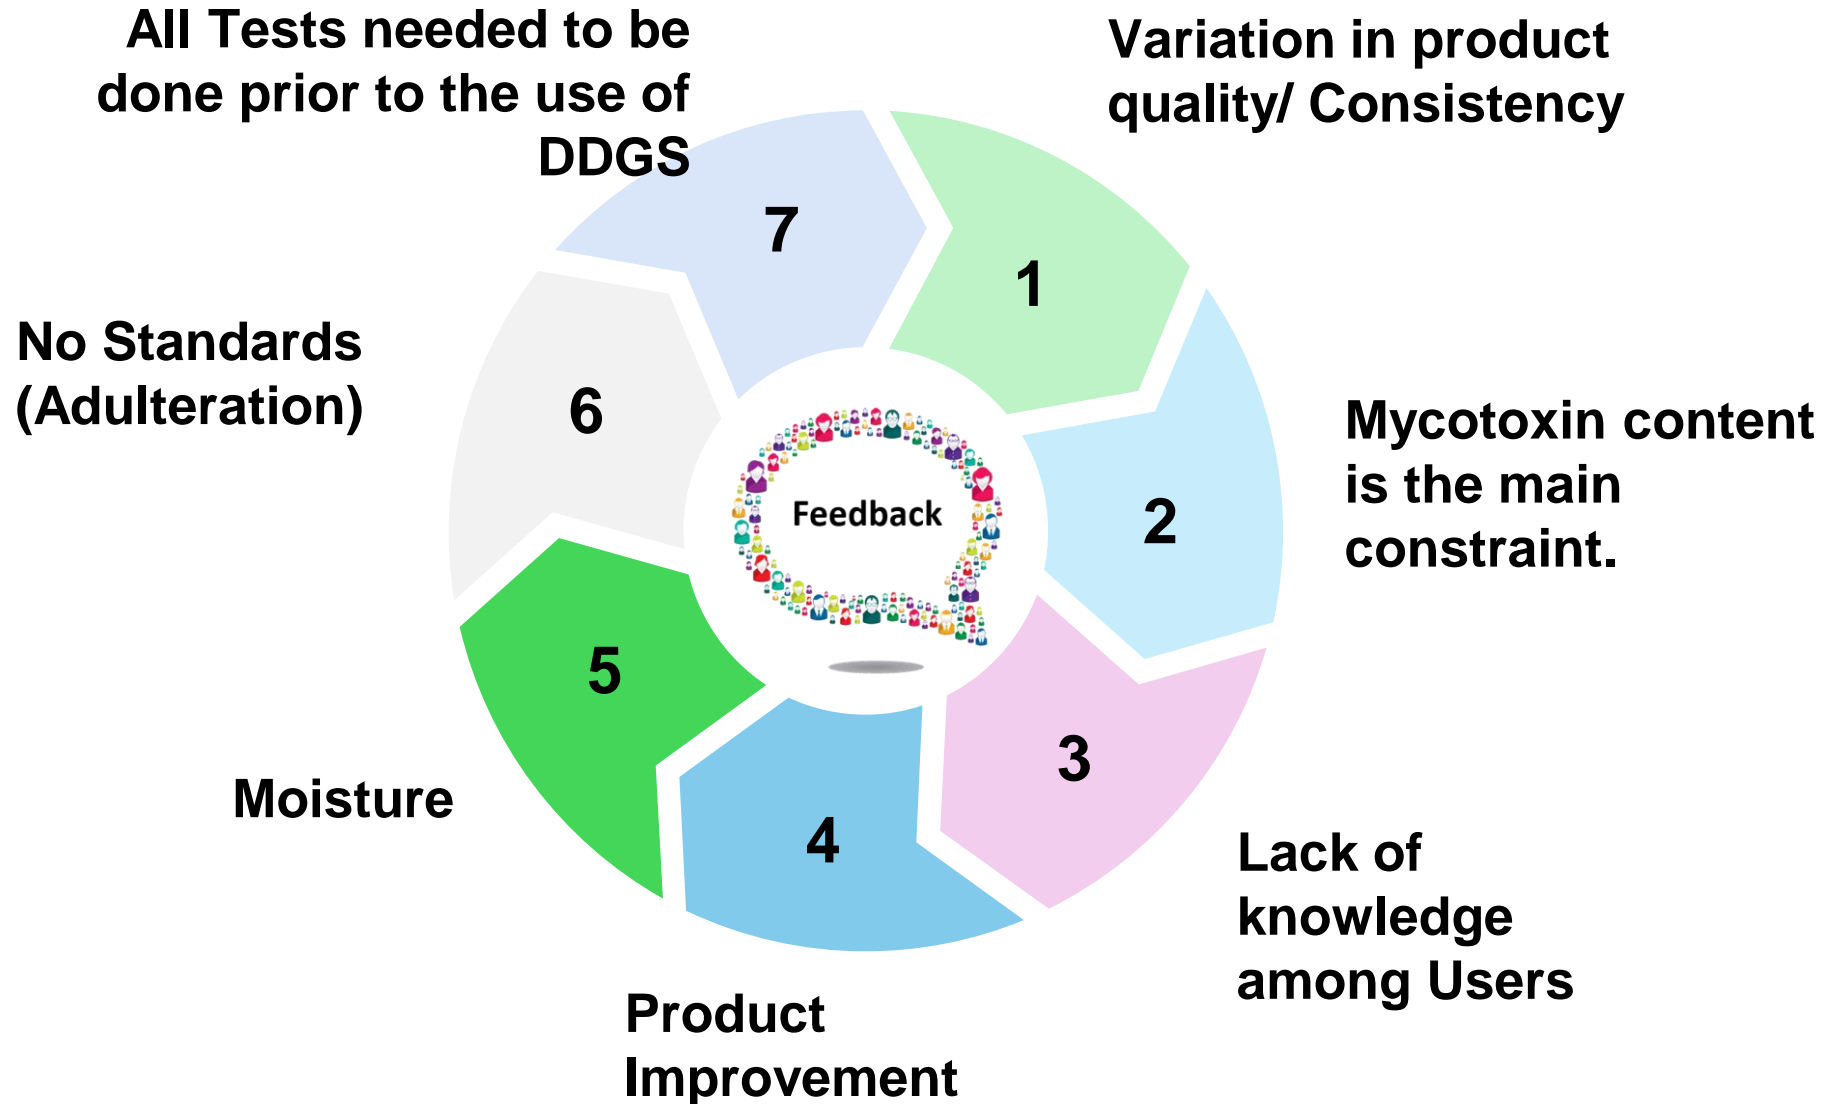 All Tests needed to be
done prior to the use of
DDGS
Variation in product
quality/ Consistency
7
1
No Standards
(Adulteration)
6
Mycotoxin content
is the main
constraint.
2
Feedback
5
3
Moisture
4
Lack of
knowledge
among Users
Product
Improvement